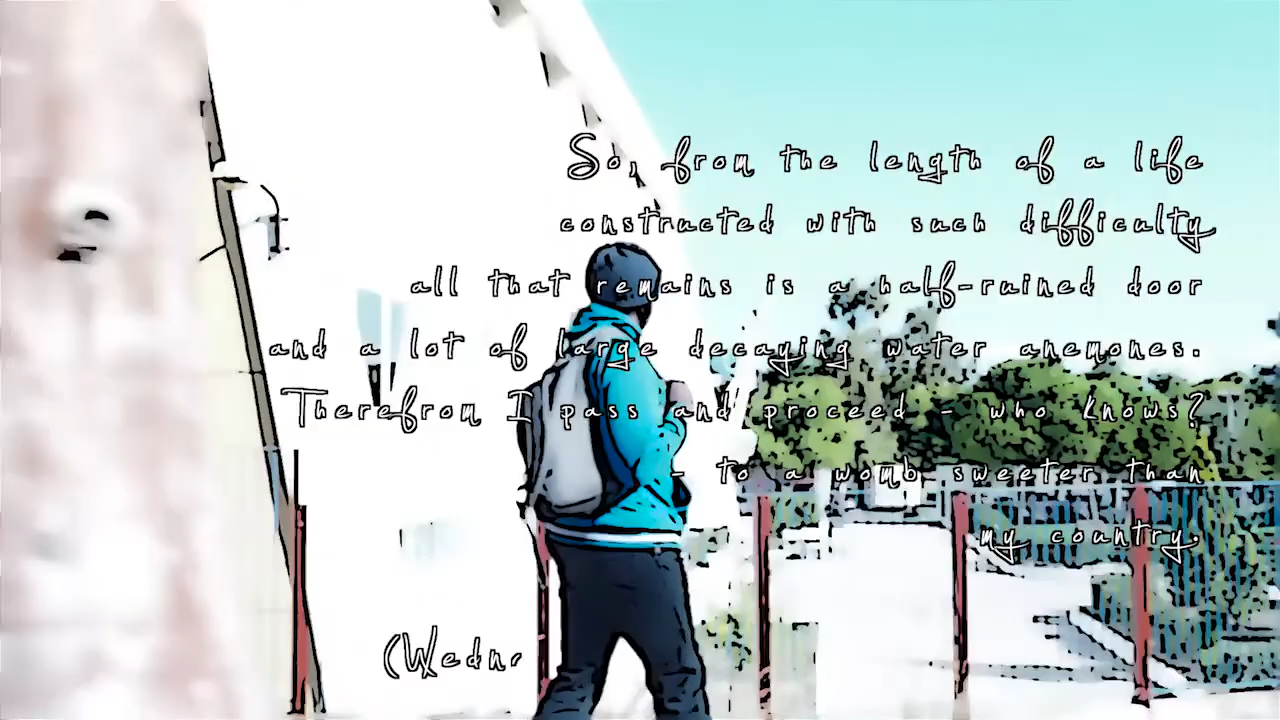 So, from the length of a life
constructed with such difficulty
all that remains is a half-ruined door
and a lot of large decaying water anemones.
Therefrom I pass and proceed - who knows?
- to a womb sweeter than
my country.
(Wedn